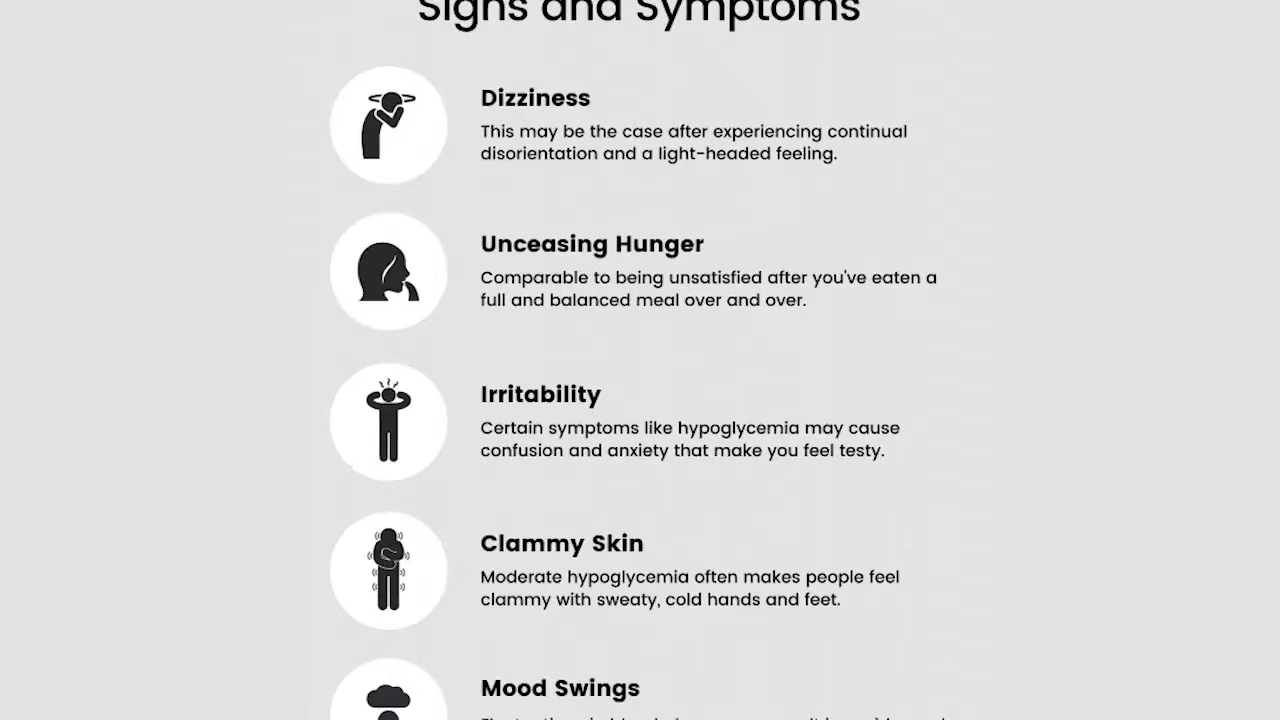 Signs and Symptoms
Dizziness
This may be the case after experiencing continual
disorientation and a light-headed feeling.
Unceasing Hunger
Comparable to being unsatisfied after you've eaten a
full and balanced meal over and over.
Irritability
Certain symptoms like hypoglycemia may cause
confusion and anxiety that make you feel testy.
Clammy Skin
Moderate hypoglycemia often makes people feel
clammy with sweaty, cold hands and feet.
Mood Swings